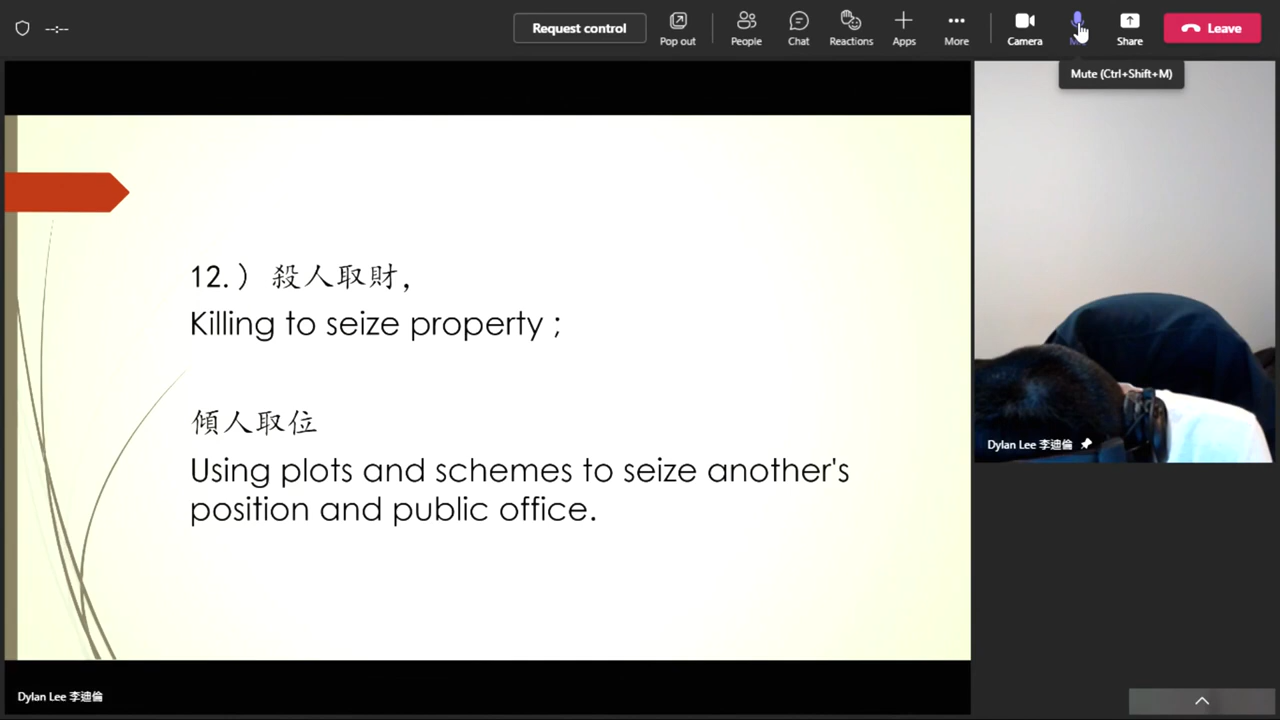 --:--
Request control
Pop out
People
Chat
Reactions
Apps
More
Camera
Share
Leave
Mute (Ctrl+Shift+M)
12.） 殺人取財，
Killing to seize property ;
傾人取位
Using plots and schemes to seize another's
position and public office.
Dylan Lee 李迪倫
Dylan Lee 李迪倫